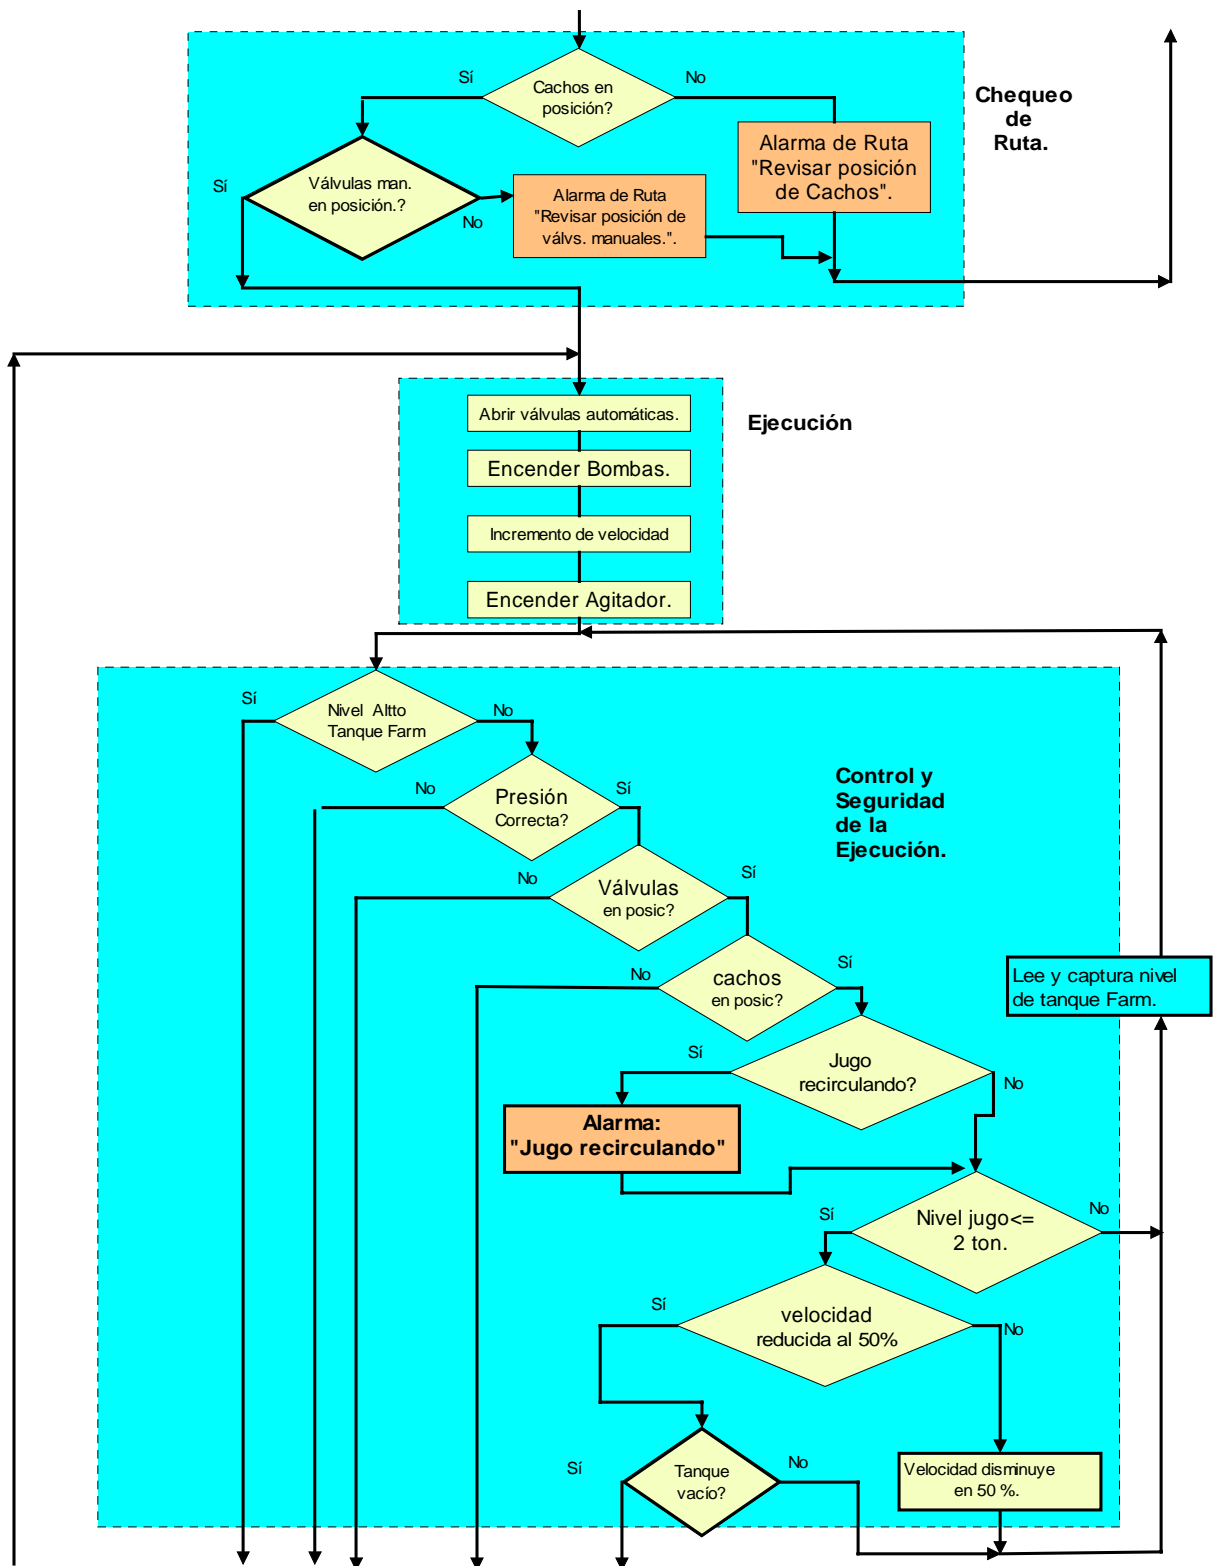 Sí
No
Cachos en
posición?
Chequeo
de
Ruta.
Alarma de Ruta
"Revisar posición
de Cachos".
Sí
Válvulas man.
en posición.?
No
Alarma de Ruta
"Revisar posición de
válvs. manuales.".
Abrir válvulas automáticas.
Ejecución
Encender Bombas.
Incremento de velocidad
Encender Agitador.
Sí
Nivel Altto
Tanque Farm
No
Control y
Seguridad
de la
Ejecución.
No
Presión
Correcta?
Sí
No
Válvulas
en posic?
Sí
No
cachos
en posic?
Sí
Lee y captura nivel
de tanque Farm.
Sí
Jugo
recirculando?
No
Alarma:
"Jugo recirculando"
Sí
Nivel jugo<=
2 ton.
No
Sí
velocidad
reducida al 50%
No
Sí
Tanque
vacío?
No
Velocidad disminuye
en 50 %.